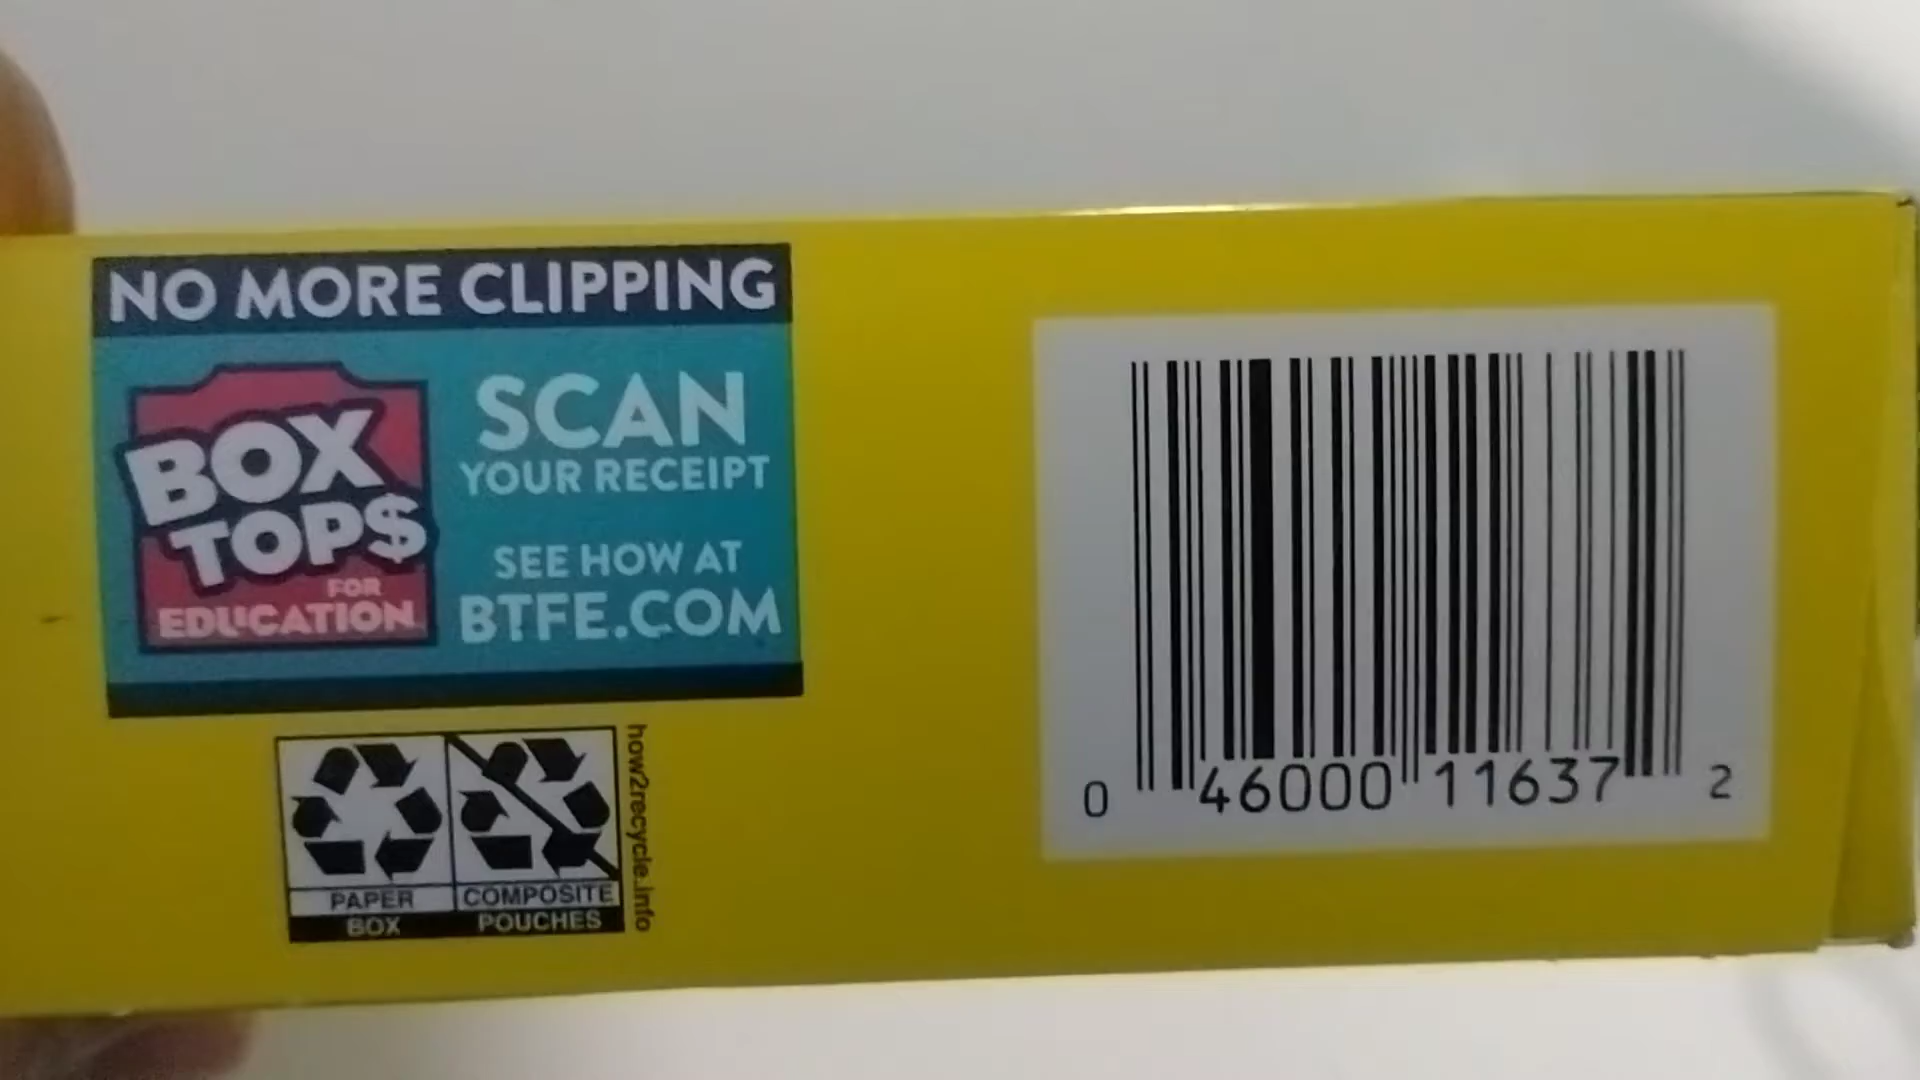 NO MORE CLIPPING
BOX
TOP$
FOR
EDUCATION
SCAN
YOUR RECEIPT
SEE HOW AT
BTFE.COM
PAPER
BOX
COMPOSITE
POUCHES
how2recycle.info
0 46000 11637 2